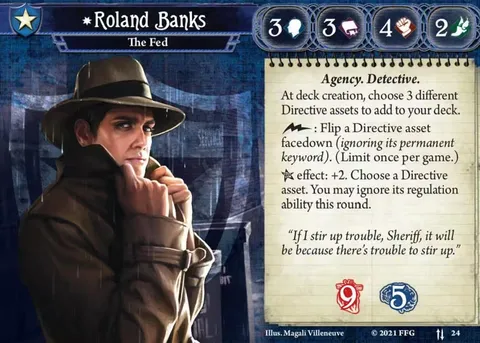 Roland Banks
The Fed
3 3 4 2
Agency. Detective.
At deck creation, choose 3 different
Directive assets to add to your deck.
: Flip a Directive asset
facedown (ignoring its permanent
keyword). (Limit once per game.)
effect: +2. Choose a Directive
asset. You may ignore its regulation
ability this round.
"If I stir up trouble, Sheriff, it will
be because there's trouble to stir up."
9 5
Illus. Magali Villeneuve © 2021 FFG 24